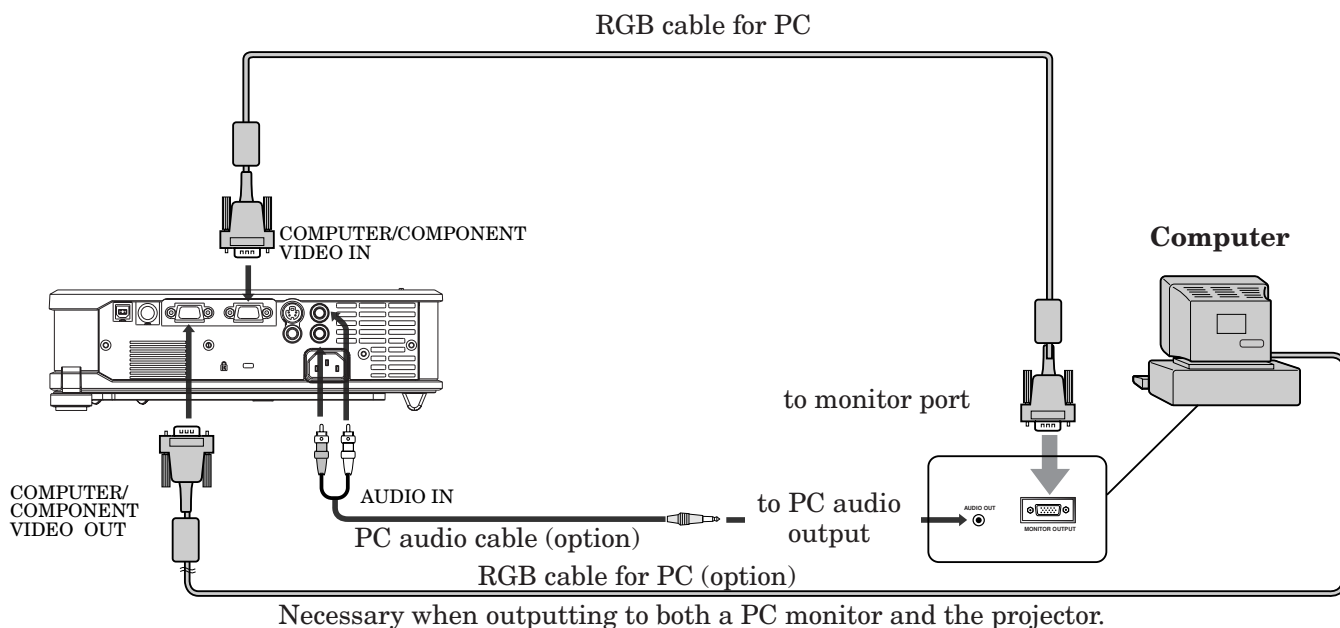 RGB cable for PC
COMPUTER/COMPONENT
VIDEO IN
Computer
to monitor port
COMPUTER/
COMPONENT
VIDEO OUT
AUDIO IN
PC audio cable (option)
to PC audio
output
AUDIO OUT
MONITOR OUTPUT
RGB cable for PC (option)
Necessary when outputting to both a PC monitor and the projector.